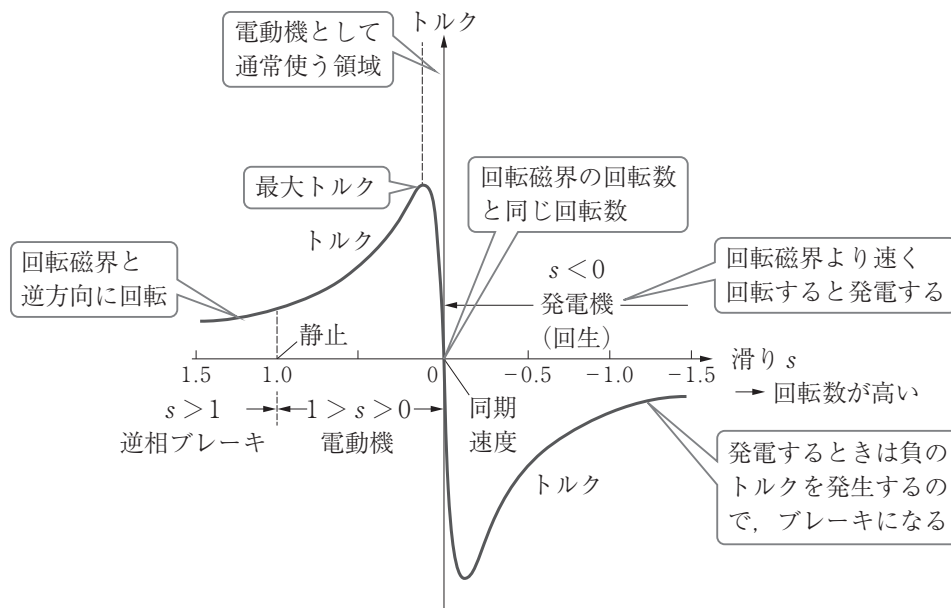 トルク
電動機として
通常使う領域
最大トルク
回転磁界の回転数
と同じ回転数
トルク
回転磁界と
逆方向に回転
s<0
発電機
（回生）
回転磁界より速く
回転すると発電する
静止
滑り s
1.5 1.0 0 −0.5 −1.0 −1.5
→ 回転数が高い
s>1
逆相ブレーキ
1>s>0
電動機
同期
速度
トルク
発電するときは負の
トルクを発生するの
で，ブレーキになる